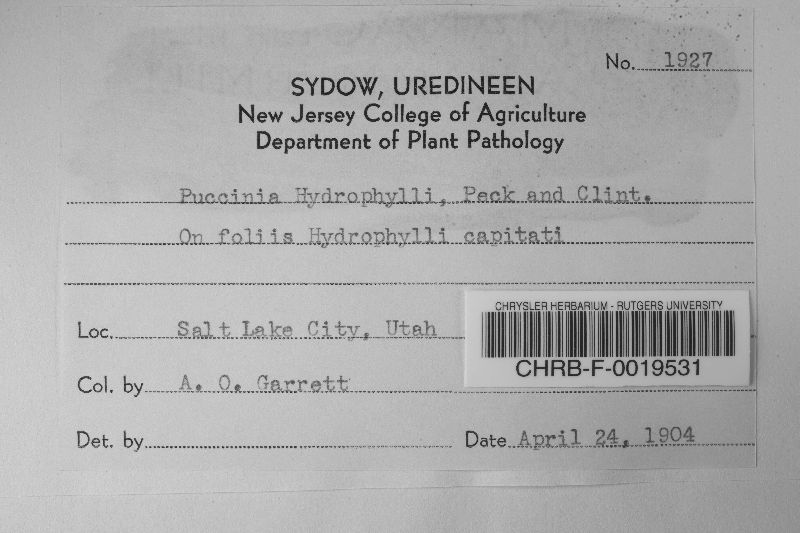 No. 1927
SYDOW, UREDINEEN
New Jersey College of Agriculture
Department of Plant Pathology
Puccinia Hydrophylli, Peck and Clint.
On foliis Hydrophylli capitati
Loc. Salt Lake City, Utah
CHRYSLER HERBARIUM - RUTGERS UNIVERSITY
CHRB-F-0019531
Col. by A. O. Garrett
Det. by
Date April 24, 1904